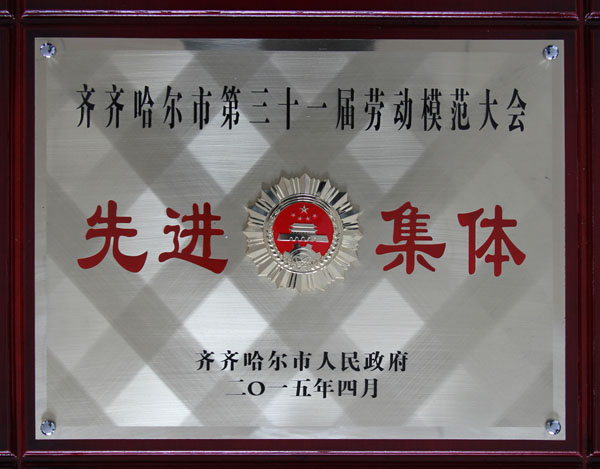 齐齐哈尔市第三十一届劳动模范大会
先进集体
齐齐哈尔市人民政府
二〇一五年四月